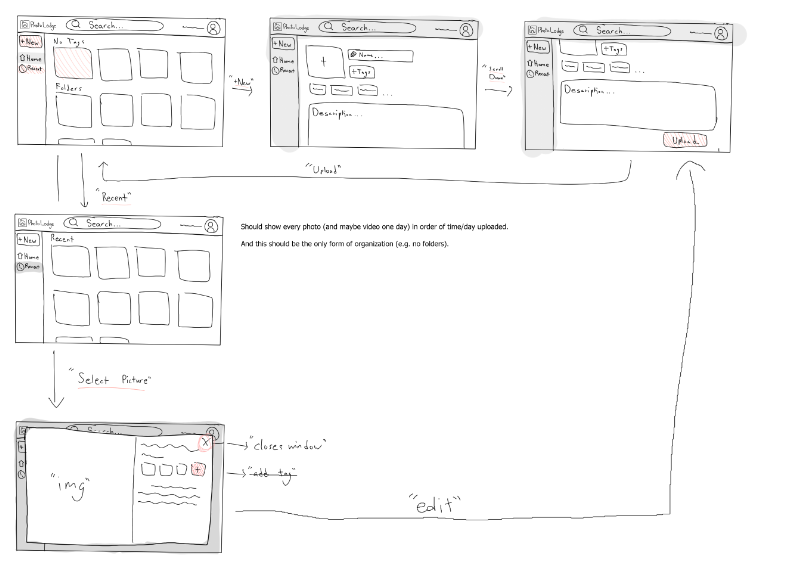 PhotoLodge
Search...
+ New
Home
Recent
No Tags
Folders
"+New"
PhotoLodge
Search...
+ New
Home
Recent
+
Name...
+Tags
...
Description...
"Scroll
Down"
PhotoLodge
Search...
+ New
Home
Recent
+Tags
...
Description...
Upload
"Upload"
"Recent"
PhotoLodge
Search...
+ New
Home
Recent
Recent
Should show every photo (and maybe video one day) in order of time/day uploaded.
And this should be the only form of organization (e.g. no folders).
"Select Picture"
Search...
+
X
"img"
+
"closes window"
"add tag"
"edit"